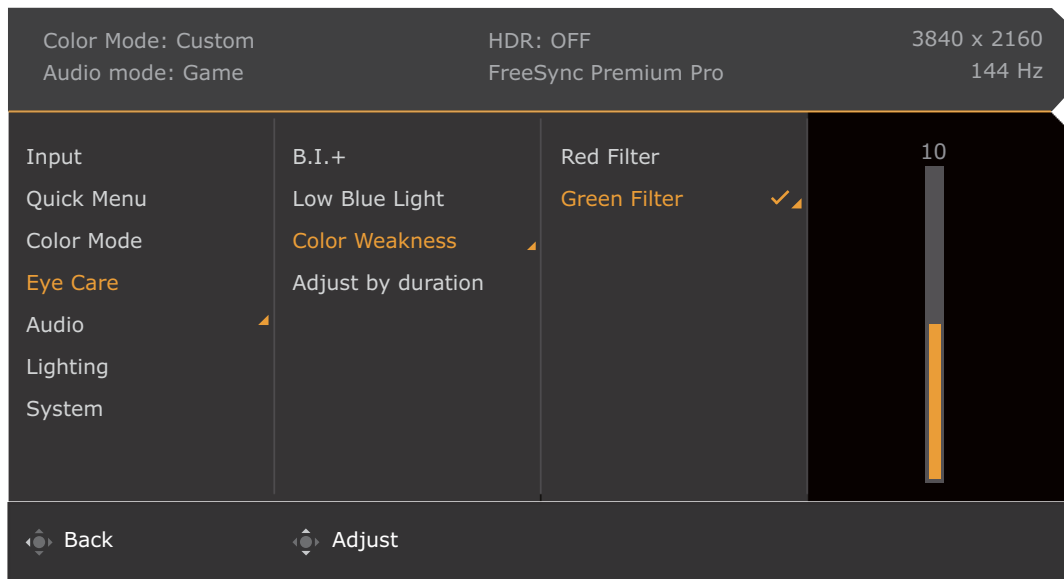 Color Mode: Custom
Audio mode: Game
HDR: OFF
FreeSync Premium Pro
3840 x 2160
144 Hz
Input
Quick Menu
Color Mode
Eye Care
Audio
Lighting
System
B.I.+
Low Blue Light
Color Weakness
Adjust by duration
Red Filter
Green Filter
10
Back
Adjust